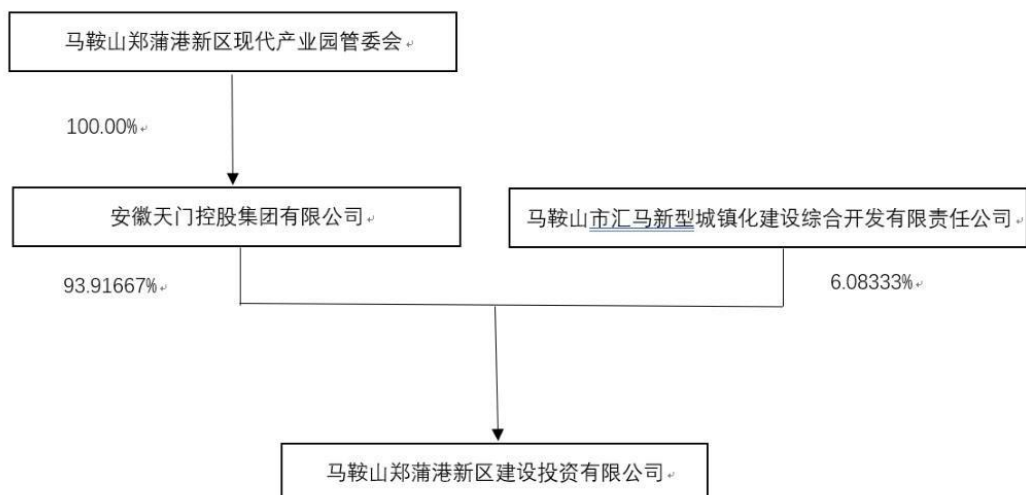 马鞍山郑蒲港新区现代产业园管委会
100.00%
安徽天门控股集团有限公司
马鞍山市汇马新型城镇化建设综合开发有限责任公司
93.91667%
6.08333%
马鞍山郑蒲港新区建设投资有限公司